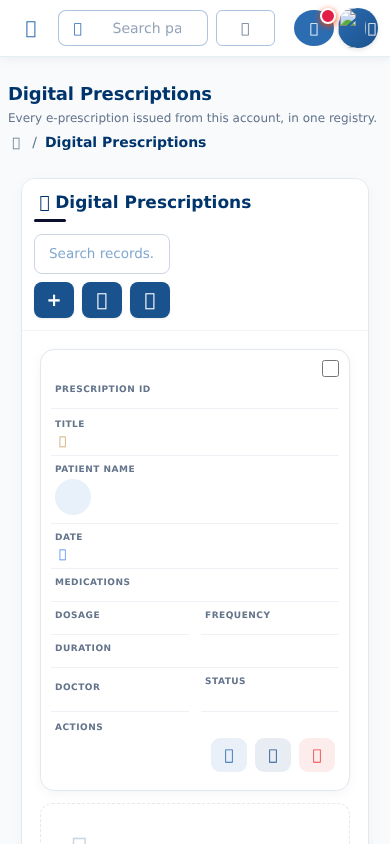 Search pa
Digital Prescriptions
Every e-prescription issued from this account, in one registry.
/ Digital Prescriptions
Digital Prescriptions
Search records.
+
PRESCRIPTION ID
TITLE
PATIENT NAME
DATE
MEDICATIONS
DOSAGE FREQUENCY
DURATION
DOCTOR STATUS
ACTIONS